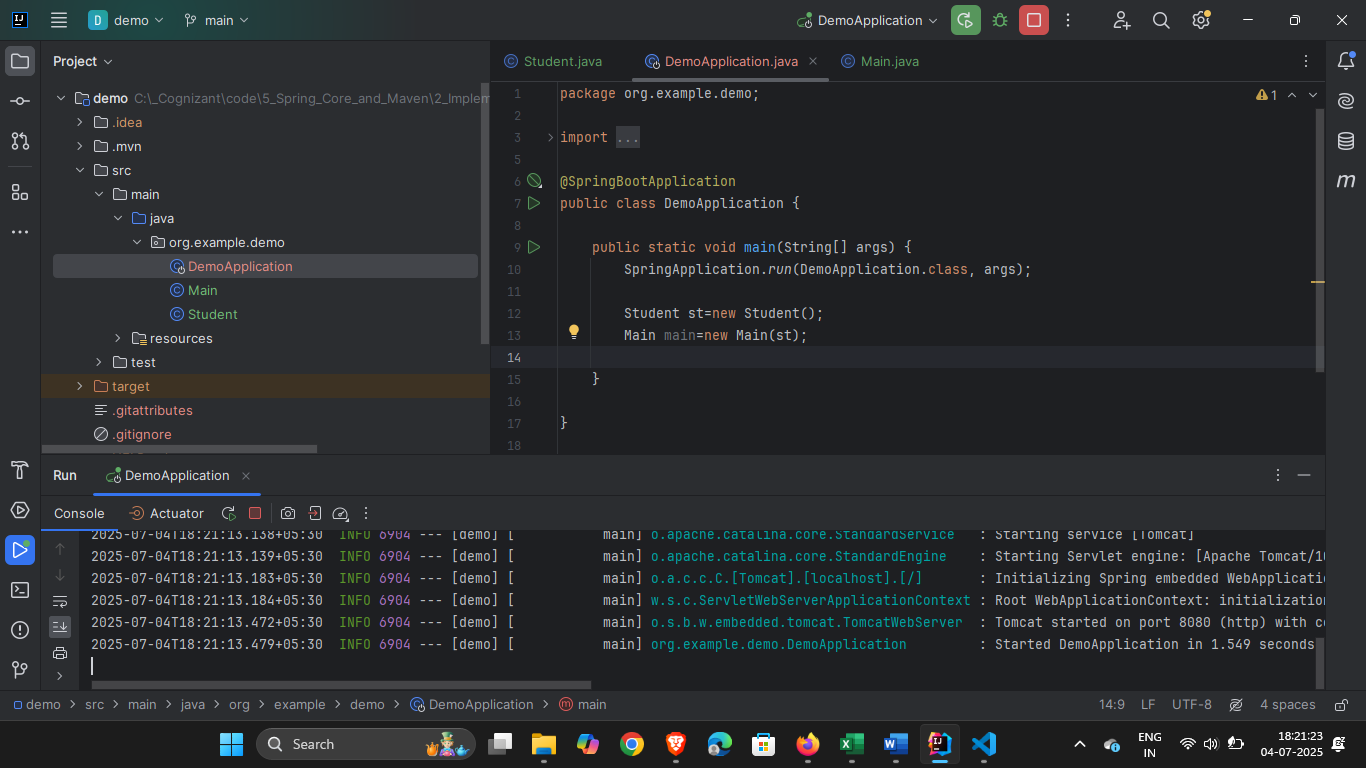 demo
main
DemoApplication
Project
demo C:\_Cognizant\code\5_Spring_Core_and_Maven\2_Implem
.idea
.mvn
src
main
java
org.example.demo
DemoApplication
Main
Student
resources
test
target
.gitattributes
.gitignore
Student.java
DemoApplication.java
Main.java
1
1 package org.example.demo;
2
3 import ...
5
6 @SpringBootApplication
7 public class DemoApplication {
8
9 public static void main(String[] args) {
10 SpringApplication.run(DemoApplication.class, args);
11
12 Student st=new Student();
13 Main main=new Main(st);
14
15 }
16
17 }
18
Run
DemoApplication
Console
Actuator
2025-07-04T18:21:13.138+05:30 INFO 6904 --- [demo] [ main] o.apache.catalina.core.StandardService : Starting service [Tomcat]
2025-07-04T18:21:13.139+05:30 INFO 6904 --- [demo] [ main] o.apache.catalina.core.StandardEngine : Starting Servlet engine: [Apache Tomcat/10
2025-07-04T18:21:13.183+05:30 INFO 6904 --- [demo] [ main] o.a.c.c.C.[Tomcat].[localhost].[/] : Initializing Spring embedded WebApplicatio
2025-07-04T18:21:13.184+05:30 INFO 6904 --- [demo] [ main] w.s.c.ServletWebServerApplicationContext : Root WebApplicationContext: initialization
2025-07-04T18:21:13.472+05:30 INFO 6904 --- [demo] [ main] o.s.b.w.embedded.tomcat.TomcatWebServer : Tomcat started on port 8080 (http) with co
2025-07-04T18:21:13.479+05:30 INFO 6904 --- [demo] [ main] org.example.demo.DemoApplication : Started DemoApplication in 1.549 seconds
demo > src > main > java > org > example > demo > DemoApplication > main
14:9 LF UTF-8 4 spaces
Search
ENG
IN
18:21:23
04-07-2025